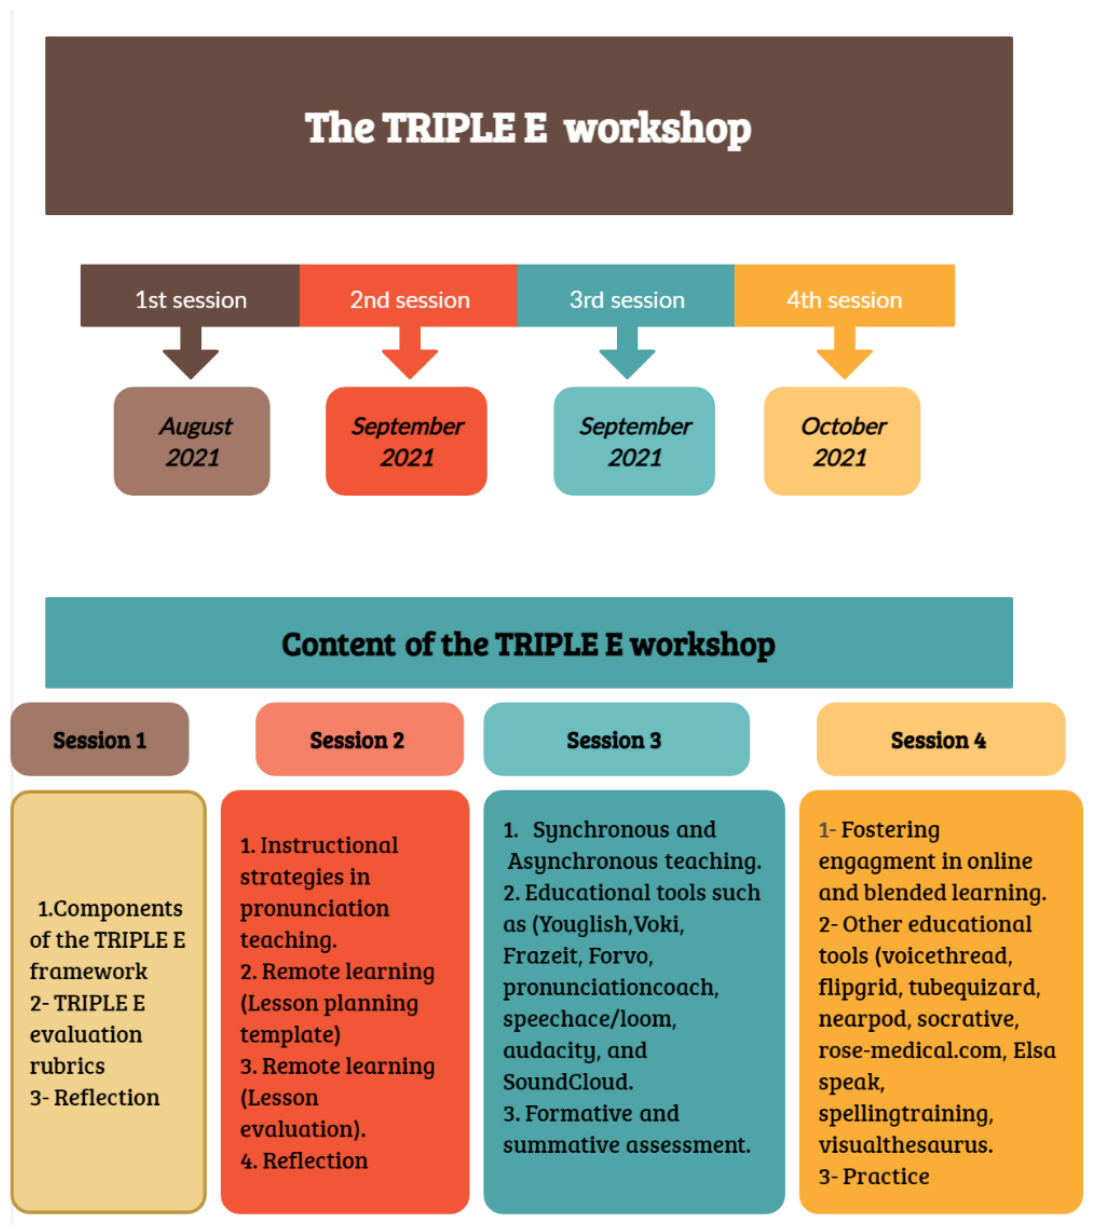 The TRIPLE E workshop
1st session
2nd session
3rd session
4th session
August
2021
September
2021
September
2021
October
2021
Content of the TRIPLE E workshop
Session 1
Session 2
Session 3
Session 4
1.Components
of the TRIPLE E
framework
2- TRIPLE E
evaluation
rubrics
3- Reflection
1. Instructional
strategies in
pronunciation
teaching.
2. Remote learning
(Lesson planning
template)
3. Remote learning
(Lesson
evaluation).
4. Reflection
1. Synchronous and
Asynchronous teaching.
2. Educational tools such
as (Youglish,Voki,
Frazeit, Forvo,
pronunciationcoach,
speechace/loom,
audacity, and
SoundCloud.
3. Formative and
summative assessment.
1- Fostering
engagment in online
and blended learning.
2- Other educational
tools (voicethread,
flipgrid, tubequizard,
nearpod, socrative,
rose-medical.com, Elsa
speak,
spellingtraining,
visualthesaurus.
3- Practice